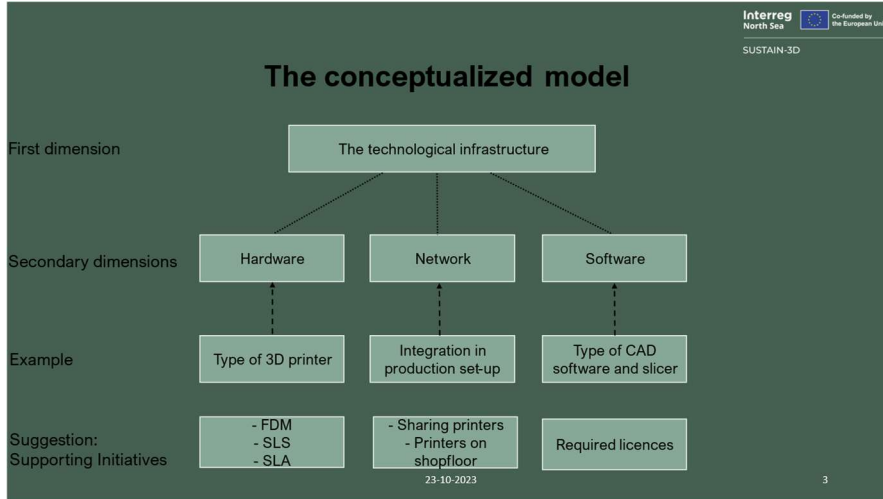 Interreg
North Sea
Co-funded by
the European Uni
SUSTAIN-3D
The conceptualized model
First dimension
The technological infrastructure
Secondary dimensions
Hardware
Network
Software
Example
Type of 3D printer
Integration in
production set-up
Type of CAD
software and slicer
Suggestion:
Supporting Initiatives
- FDM
- SLS
- SLA
- Sharing printers
- Printers on
shopfloor
Required licences
23-10-2023
3